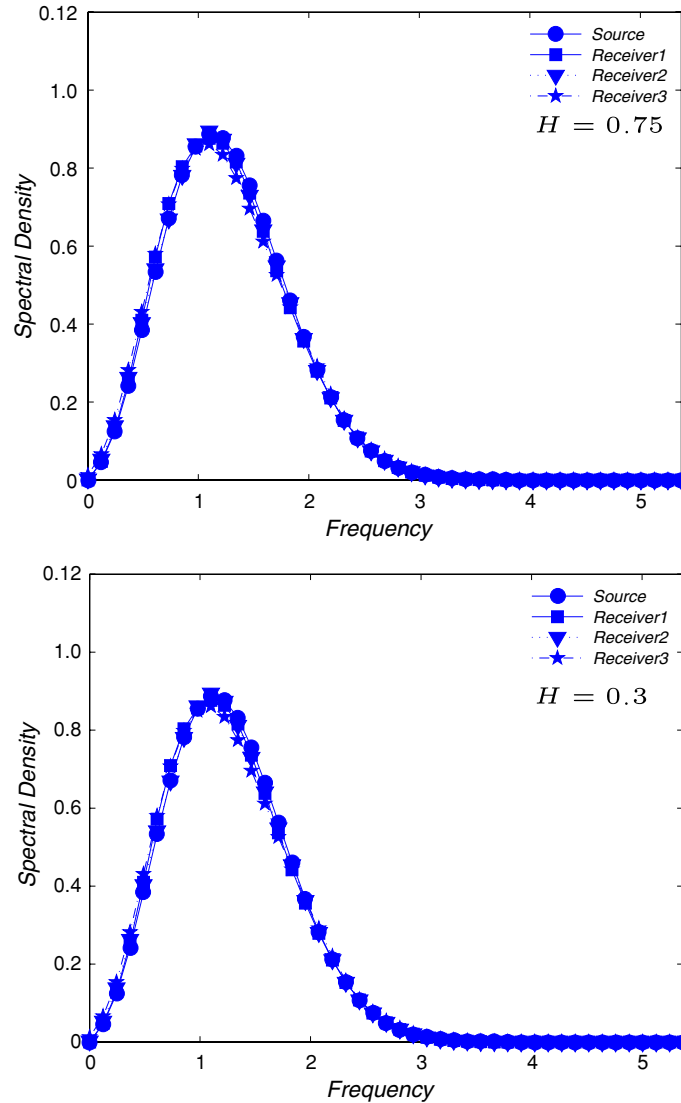 0.12
1.0
0.8
0.6
0.4
0.2
0
Spectral Density
Source
Receiver1
Receiver2
Receiver3
H = 0.75
0 1 2 3 4 5
Frequency
0.12
1.0
0.8
0.6
0.4
0.2
0.0
Spectral Density
Source
Receiver1
Receiver2
Receiver3
H = 0.3
0 1 2 3 4 5
Frequency